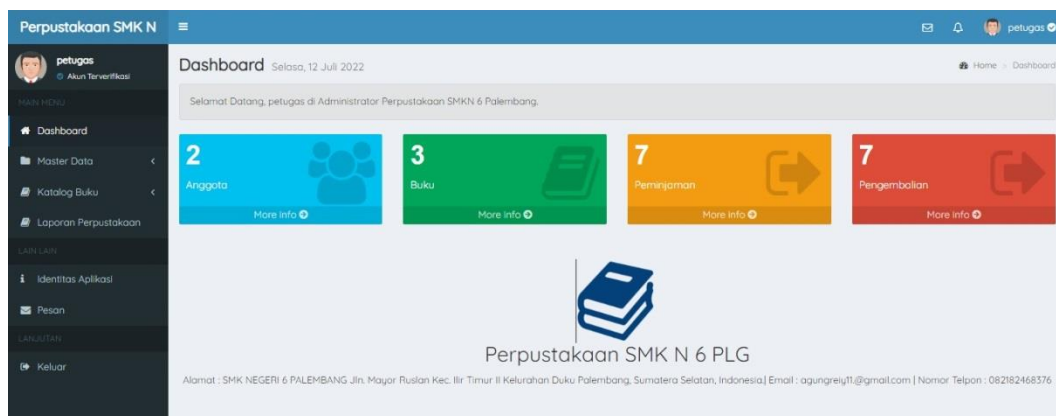 Perpustakaan SMK N
petugas
petugas
Akun Terverifikasi
MAIN MENU
Dashboard
Master Data
Katalog Buku
Laporan Perpustakaan
LAIN LAIN
Identitas Aplikasi
Pesan
LANJUTAN
Keluar
Dashboard Selasa, 12 Juli 2022
Home > Dashboard
Selamat Datang, petugas di Administrator Perpustakaan SMKN 6 Palembang.
2
Anggota
More info
3
Buku
More info
7
Peminjaman
More info
7
Pengembalian
More info
Perpustakaan SMK N 6 PLG
Alamat : SMK NEGERI 6 PALEMBANG Jln. Mayor Ruslan Kec. Ilir Timur II Kelurahan Duku Palembang, Sumatera Selatan, Indonesia.| Email : agungreiy11.@gmail.com | Nomor Telpon : 082182468376